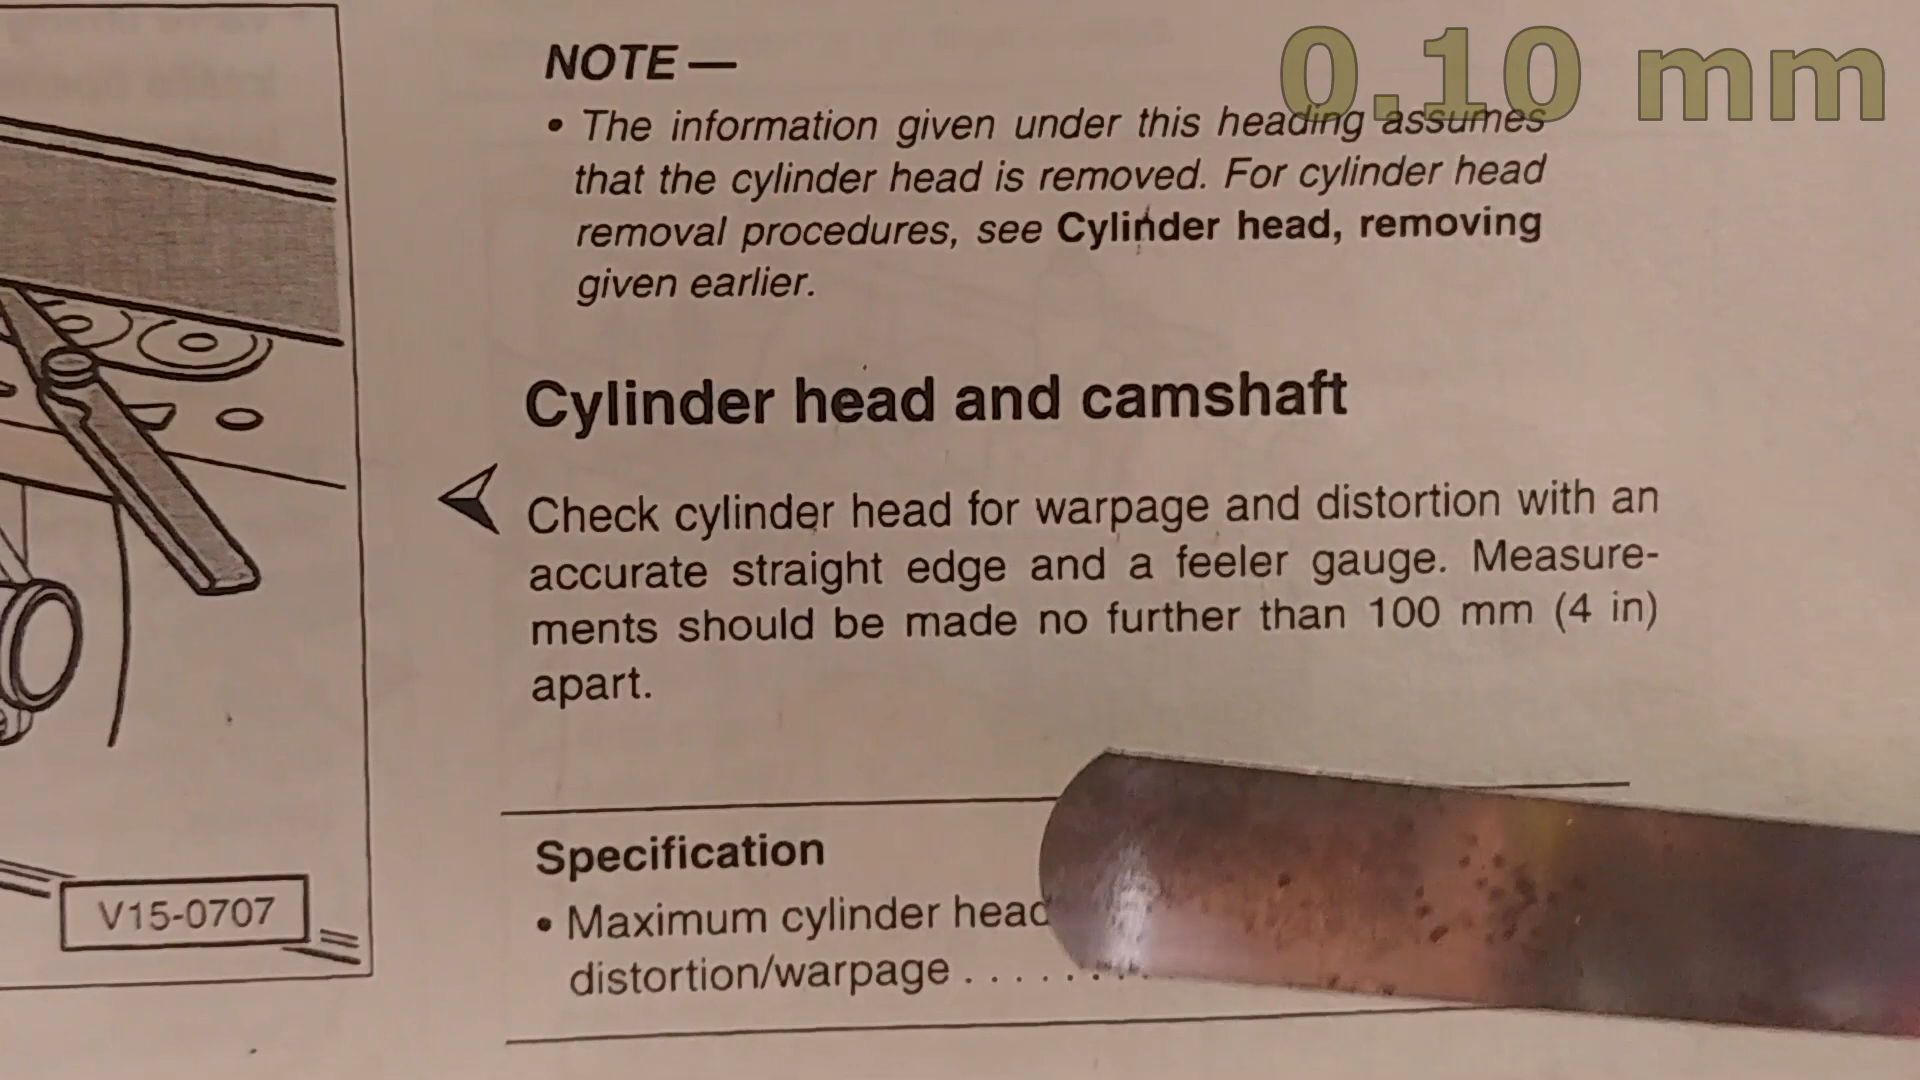 0.10 mm
NOTE —
• The information given under this heading assumes
that the cylinder head is removed. For cylinder head
removal procedures, see Cylinder head, removing
given earlier.
Cylinder head and camshaft
Check cylinder head for warpage and distortion with an
accurate straight edge and a feeler gauge. Measure-
ments should be made no further than 100 mm (4 in)
apart.
Specification
• Maximum cylinder head
distortion/warpage . . . . . . .
V15-0707